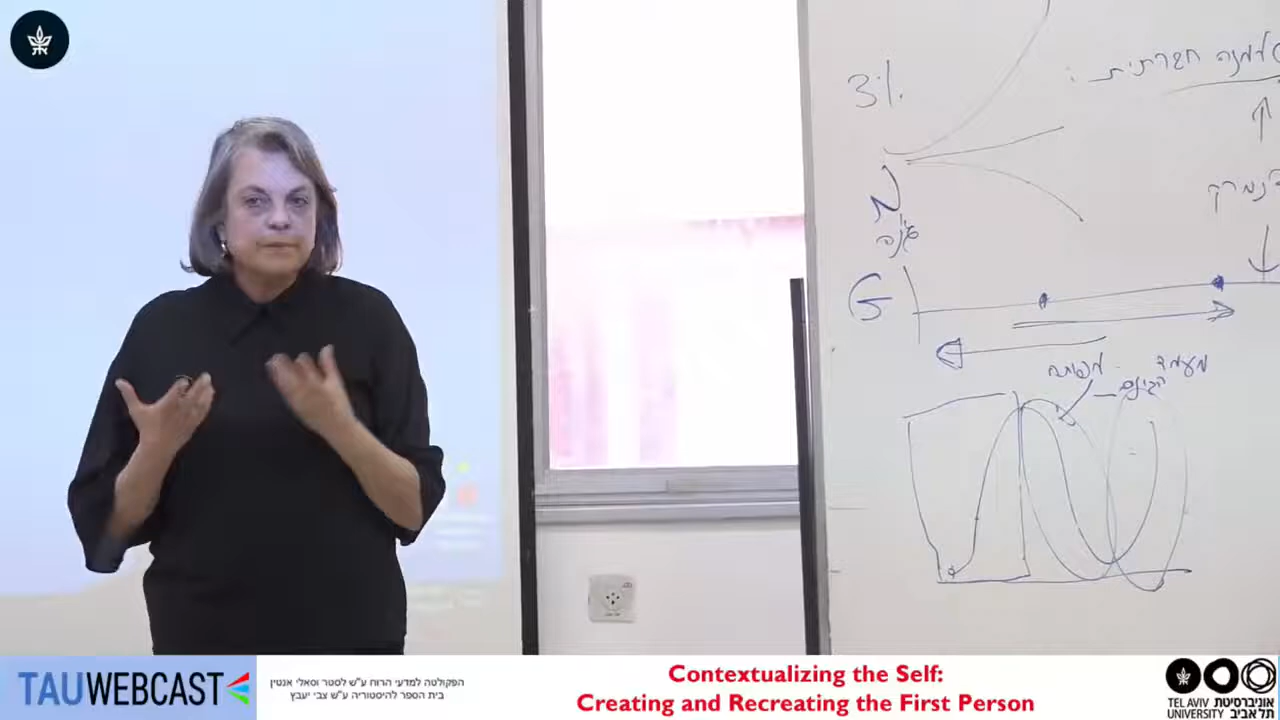 3%
N
G
TAUWEBCAST
הפקולטה למדעי הרוח ע"ש לסטר וסאלי אנטין
בית הספר להיסטוריה ע"ש צבי יעבץ
Contextualizing the Self:
Creating and Recreating the First Person
TEL AVIV אוניברסיטת
UNIVERSITY תל אביב